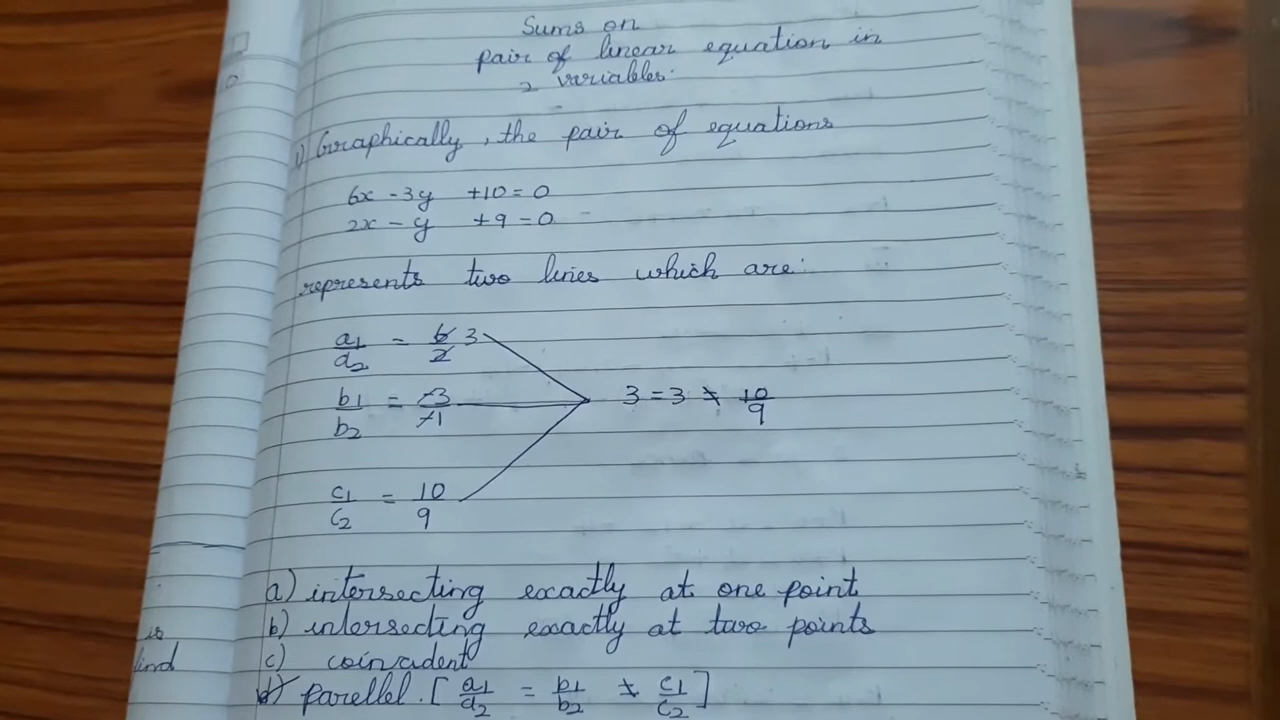 Sums on
pair of linear equation in
2 variables.
1) Graphically, the pair of equations
6x - 3y + 10 = 0
2x - y + 9 = 0
represents two lines which are:
a1/a2 = 6/2 3
b1/b2 = -3/-1 3 = 3 ≠ 10/9
c1/c2 = 10/9
a) intersecting exactly at one point
b) intersecting exactly at two points
is
c) coincident
find
d) parellel. [a1/a2 = b1/b2 ≠ c1/c2]